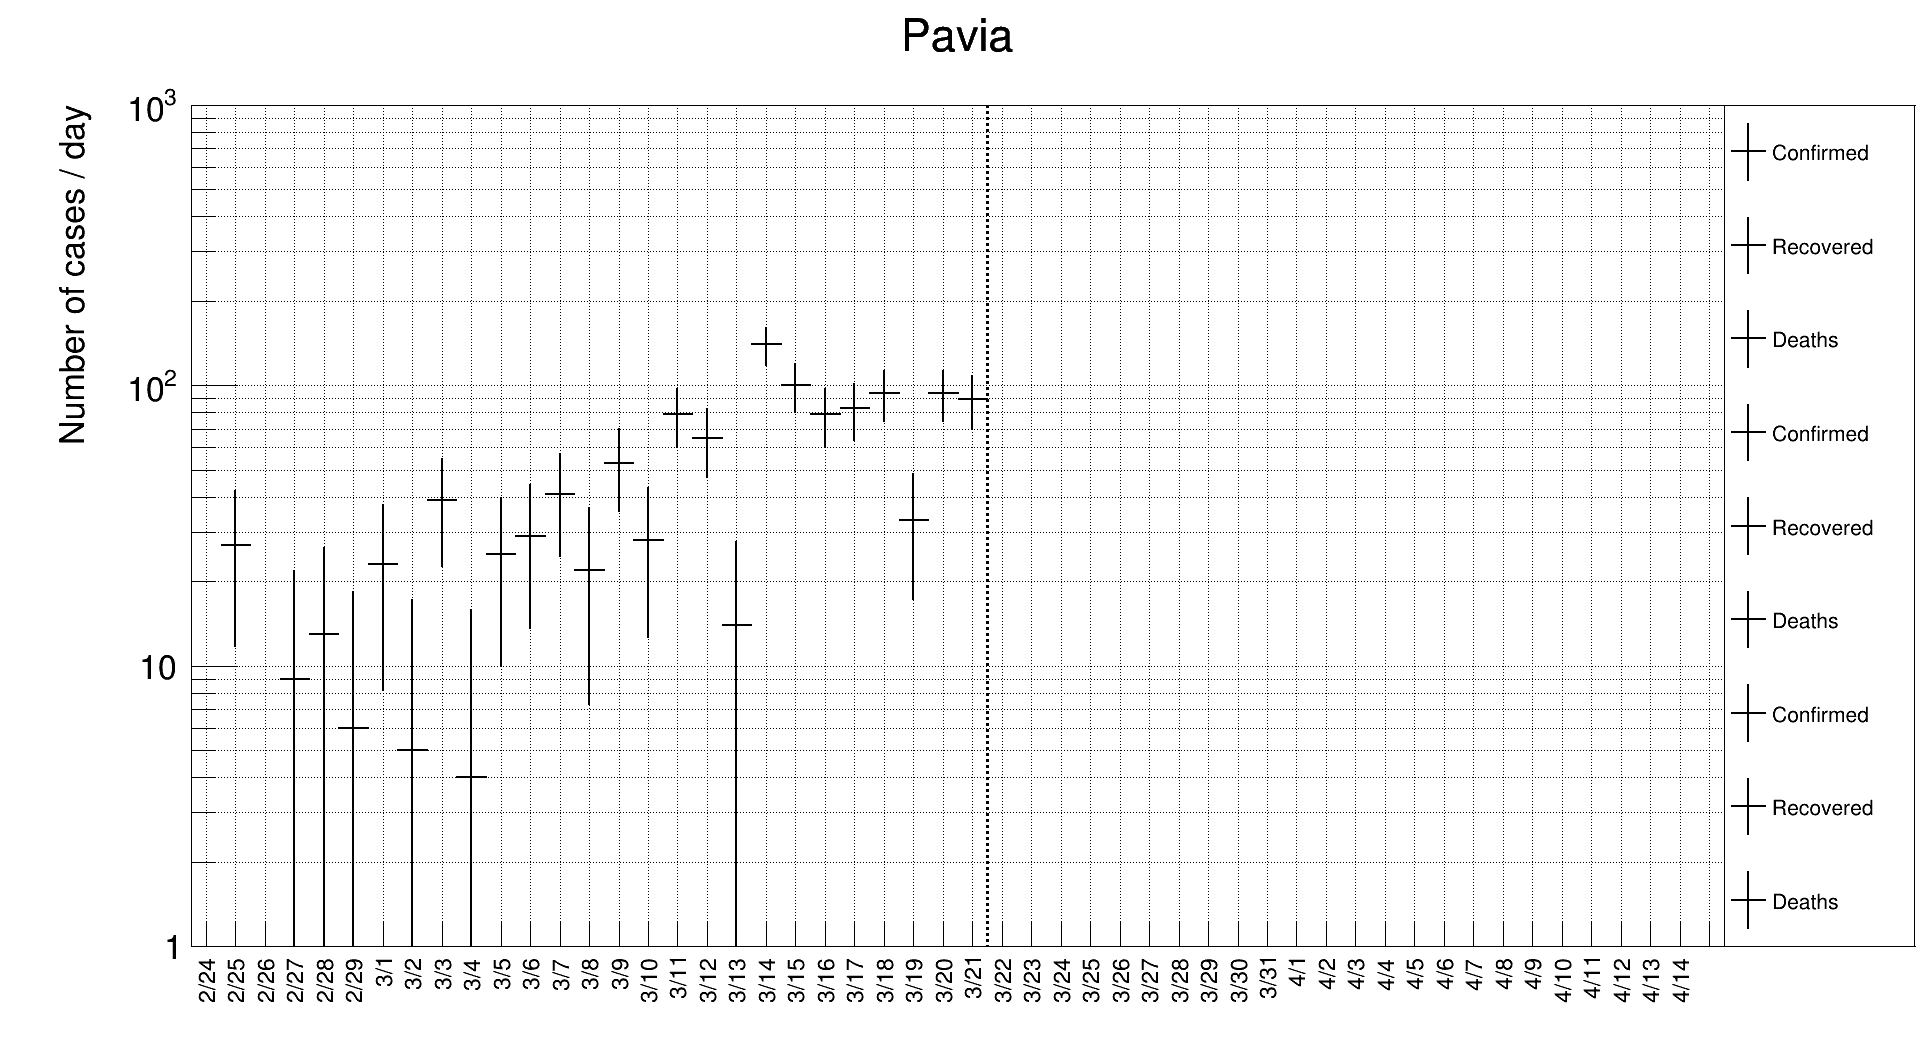 Pavia
Number of cases / day
10³
10²
10
1
2/24 2/25 2/26 2/27 2/28 2/29 3/1 3/2 3/3 3/4 3/5 3/6 3/7 3/8 3/9 3/10 3/11 3/12 3/13 3/14 3/15 3/16 3/17 3/18 3/19 3/20 3/21 3/22 3/23 3/24 3/25 3/26 3/27 3/28 3/29 3/30 3/31 4/1 4/2 4/3 4/4 4/5 4/6 4/7 4/8 4/9 4/10 4/11 4/12 4/13 4/14
Confirmed
Recovered
Deaths
Confirmed
Recovered
Deaths
Confirmed
Recovered
Deaths